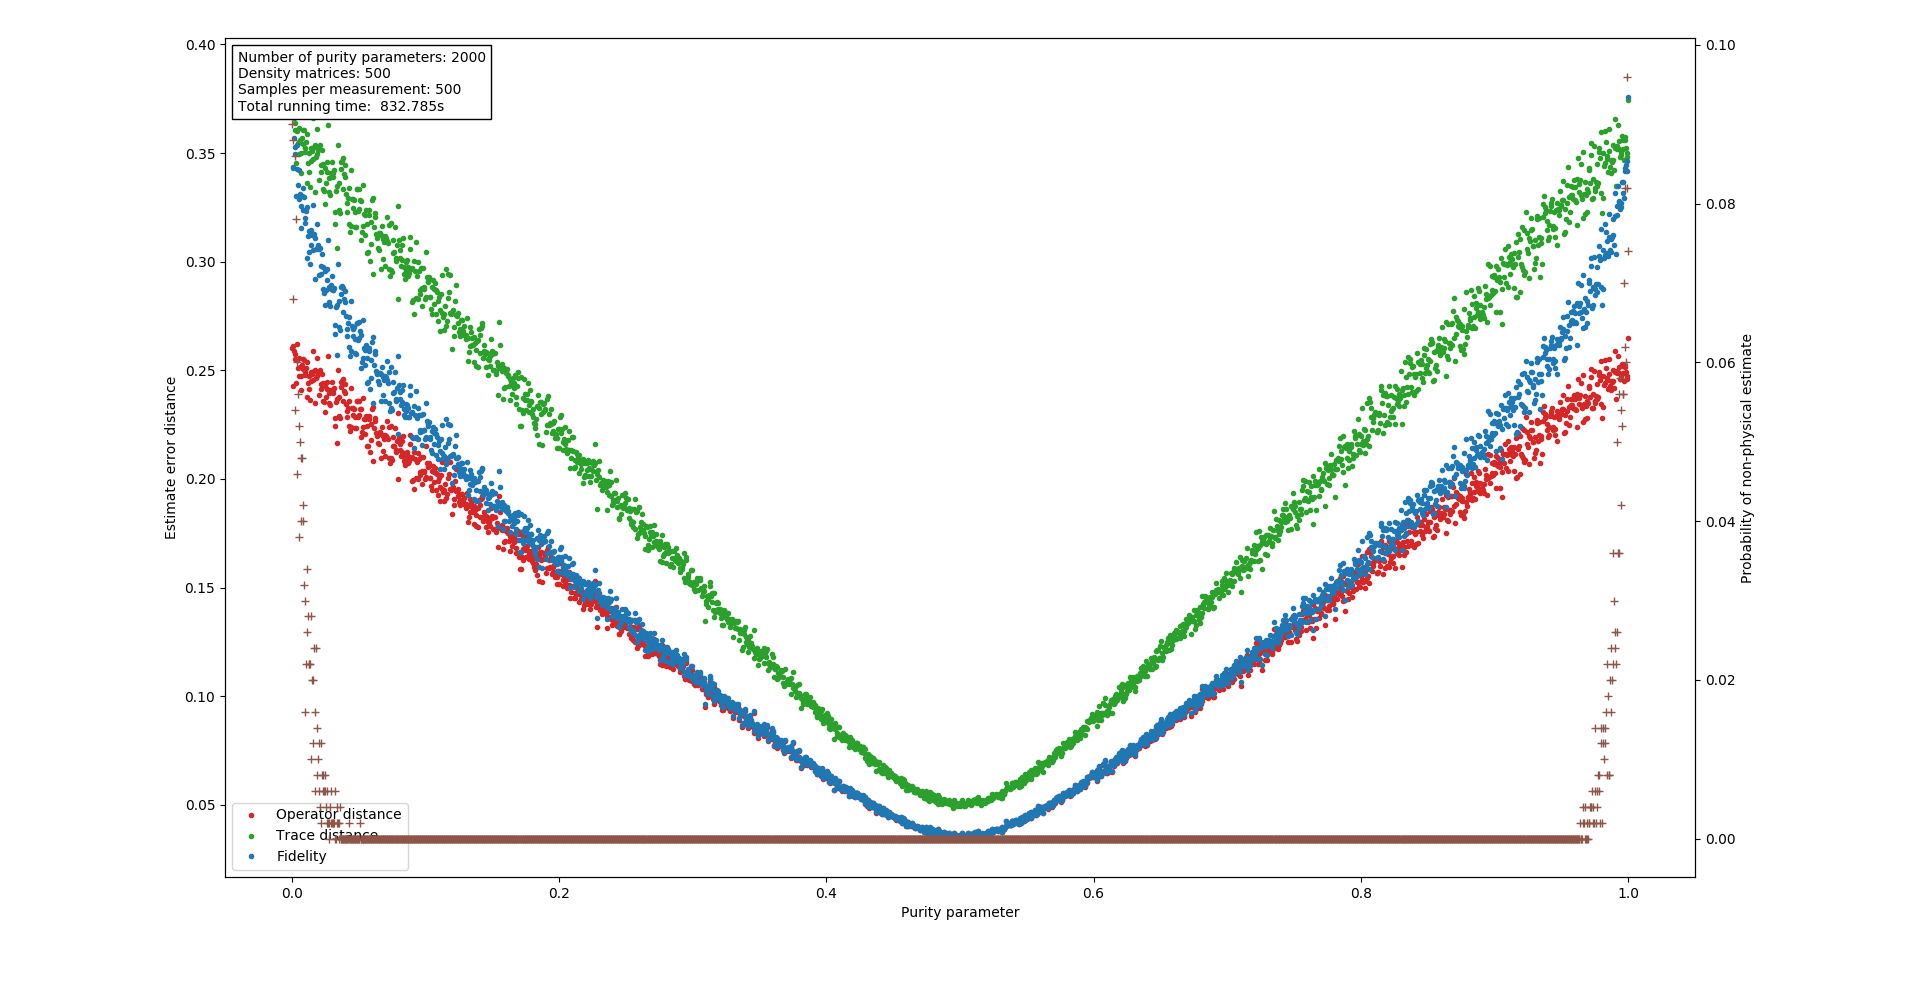 Number of purity parameters: 2000
Density matrices: 500
Samples per measurement: 500
Total running time:  832.785s
0.40
0.35
0.30
0.25
0.20
0.15
0.10
0.05
Estimate error distance
0.10
0.08
0.06
0.04
0.02
0.00
Probability of non-physical estimate
Operator distance
Trace distance
Fidelity
0.0
0.2
0.4
0.6
0.8
1.0
Purity parameter